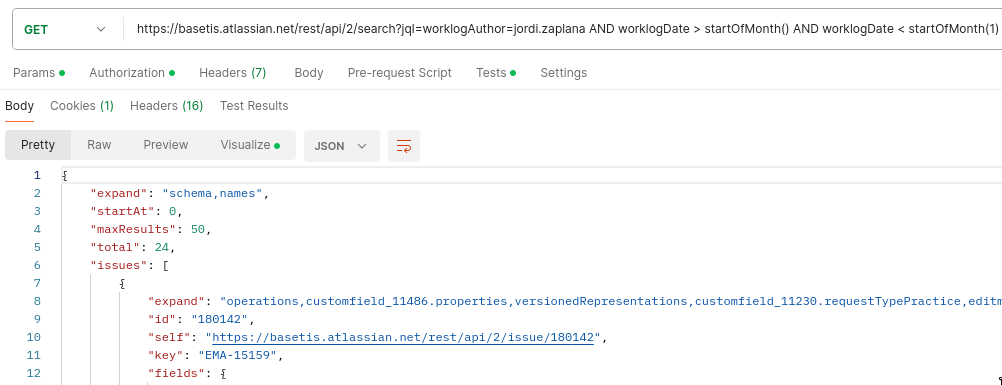 GET https://basetis.atlassian.net/rest/api/2/search?jql=worklogAuthor=jordi.zaplana AND worklogDate > startOfMonth() AND worklogDate < startOfMonth(1)
Params Authorization Headers (7) Body Pre-request Script Tests Settings
Body Cookies (1) Headers (16) Test Results
Pretty Raw Preview Visualize JSON
1 {
2 "expand": "schema,names",
3 "startAt": 0,
4 "maxResults": 50,
5 "total": 24,
6 "issues": [
7 {
8 "expand": "operations,customfield_11486.properties,versionedRepresentations,customfield_11230.requestTypePractice,editm
9 "id": "180142",
10 "self": "https://basetis.atlassian.net/rest/api/2/issue/180142",
11 "key": "EMA-15159",
12 "fields": {